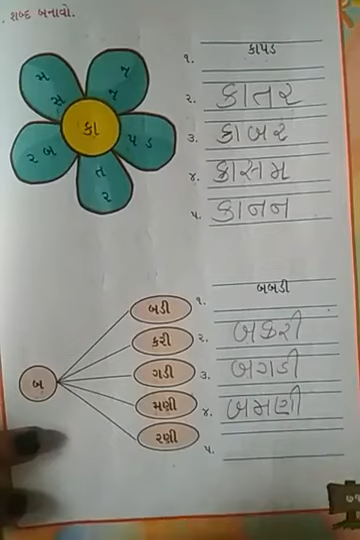 . શબ્દ બનાવો.
મ ન
સ ન
કા
ર બ પ ડ
ત
ર
૧. કાપડ
૨. કાતર
૩. કાબર
૪. કાસમ
૫. કાનન
બ
બડી
કરી
ગડી
મણી
રણી
૧. બબડી
૨. બકરી
૩. બગડી
૪. બમણી
૫.
૭૧